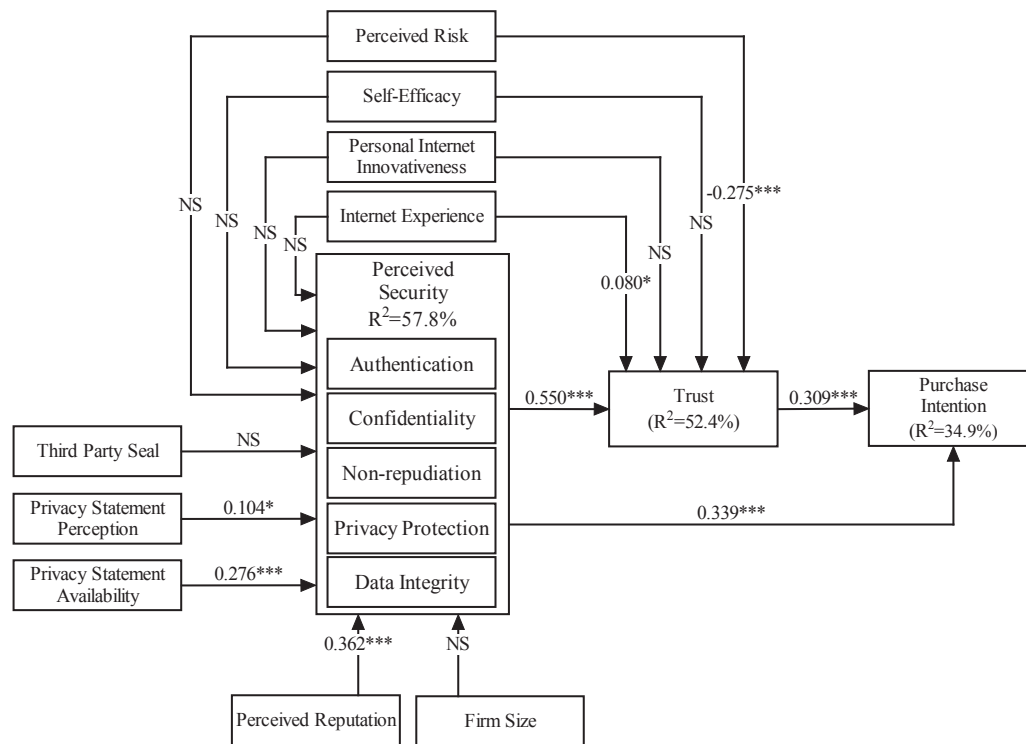 Perceived Risk
Self-Efficacy
Personal Internet
Innovativeness
Internet Experience
NS
NS
NS
NS
-0.275***
NS
NS
0.080*
Perceived
Security
R²=57.8%
Authentication
Confidentiality
Non-repudiation
Privacy Protection
Data Integrity
0.550***
Trust
(R²=52.4%)
0.309***
Purchase
Intention
(R²=34.9%)
0.339***
Third Party Seal
NS
Privacy Statement
Perception
0.104*
Privacy Statement
Availability
0.276***
0.362***
NS
Perceived Reputation
Firm Size